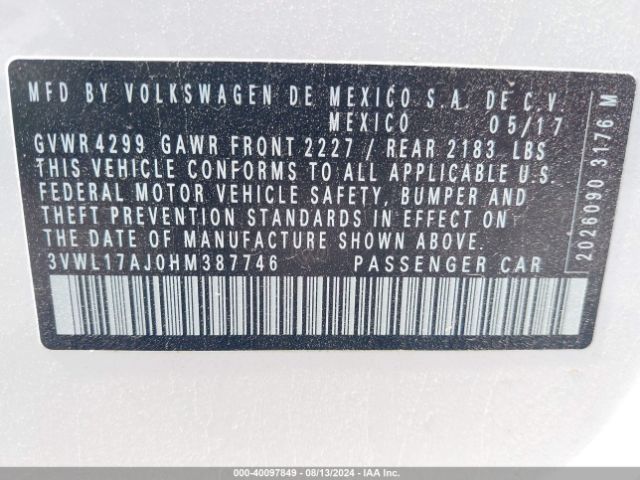 MFD BY VOLKSWAGEN DE MEXICO S.A. DE C.V.
MEXICO 05/17
GVWR 4299 GAWR FRONT 2227 / REAR 2183 LBS
THIS VEHICLE CONFORMS TO ALL APPLICABLE U.S.
FEDERAL MOTOR VEHICLE SAFETY, BUMPER AND
THEFT PREVENTION STANDARDS IN EFFECT ON
THE DATE OF MANUFACTURE SHOWN ABOVE.
3VWL17AJ0HM387746 PASSENGER CAR
2026090 3176 M
000-40097849 - 08/13/2024 - IAA Inc.